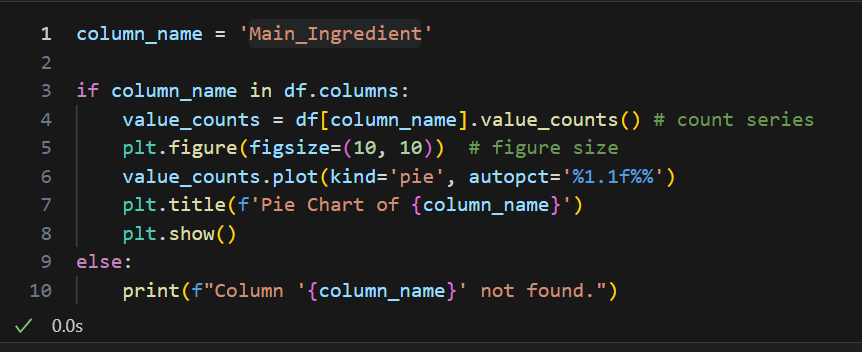 1 column_name = 'Main_Ingredient'
2
3 if column_name in df.columns:
4     value_counts = df[column_name].value_counts() # count series
5     plt.figure(figsize=(10, 10))  # figure size
6     value_counts.plot(kind='pie', autopct='%1.1f%%')
7     plt.title(f'Pie Chart of {column_name}')
8     plt.show()
9 else:
10     print(f"Column '{column_name}' not found.")
✓ 0.0s